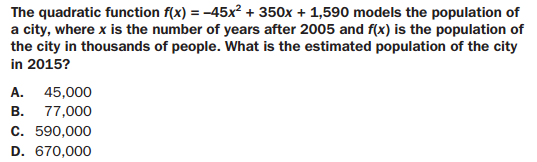 The quadratic function f(x) = –45x² + 350x + 1,590 models the population of
a city, where x is the number of years after 2005 and f(x) is the population of
the city in thousands of people. What is the estimated population of the city
in 2015?
A. 45,000
B. 77,000
C. 590,000
D. 670,000